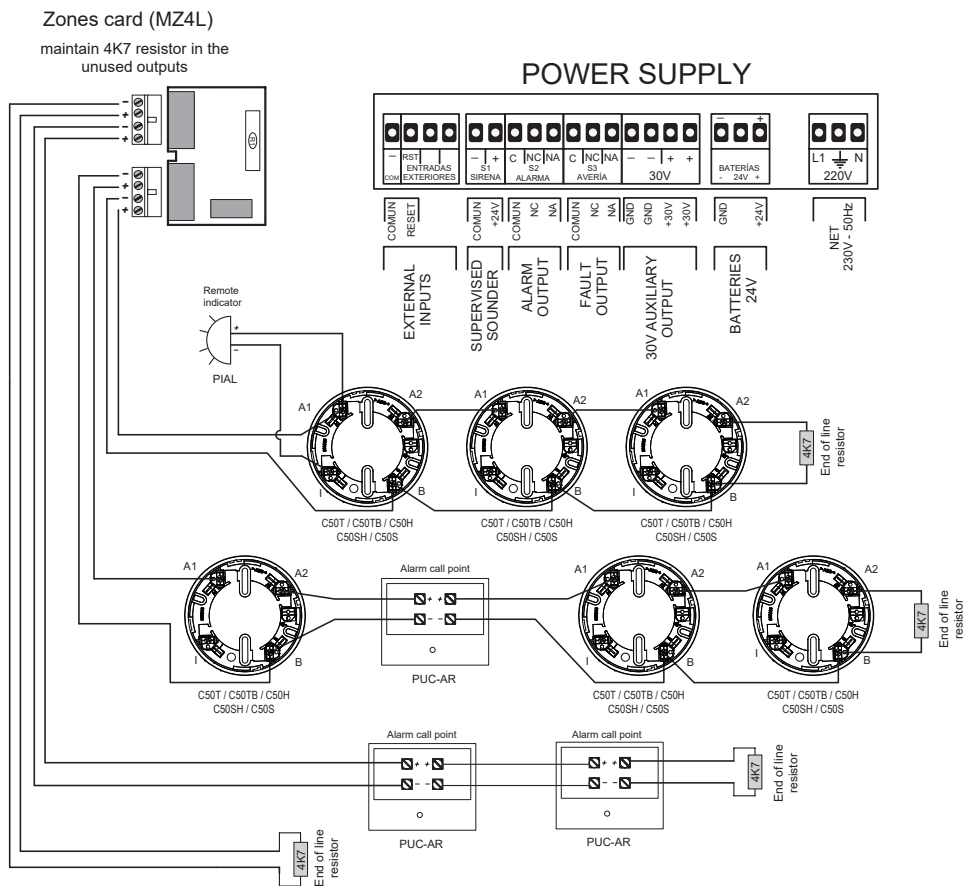 Zones card (MZ4L)
maintain 4K7 resistor in the
unused outputs
- 
+
-
+
-
+
-
+
POWER SUPPLY
- RST - + C NC NA C NC NA - - + + - + L1 N
COM ENTRADAS EXTERIORES
S1 SIRENA
S2 ALARMA
S3 AVERÍA
30V
BATERÍAS
- 24V +
220V
COMUN RESET
COMUN +24V
COMUN NC NA
COMUN NC NA
GND GND +30V +30V
GND +24V
NET
230V - 50Hz
EXTERNAL
INPUTS
SUPERVISED
SOUNDER
ALARM
OUTPUT
FAULT
OUTPUT
30V AUXILIARY
OUTPUT
BATTERIES
24V
Remote
indicator
+
-
PIAL
A1 A2 A1 A2 A1 A2
I B I B I B
4K7
End of line
resistor
C50T / C50TB / C50H
C50SH / C50S
C50T / C50TB / C50H
C50SH / C50S
C50T / C50TB / C50H
C50SH / C50S
A1 A2
I B
C50T / C50TB / C50H
C50SH / C50S
Alarm call point
+ +
- -
PUC-AR
A1 A2
I B
C50T / C50TB / C50H
C50SH / C50S
A1 A2
I B
C50T / C50TB / C50H
C50SH / C50S
4K7
End of line
resistor
Alarm call point
+ +
- -
PUC-AR
Alarm call point
+ +
- -
PUC-AR
4K7
End of line
resistor
4K7
End of line
resistor